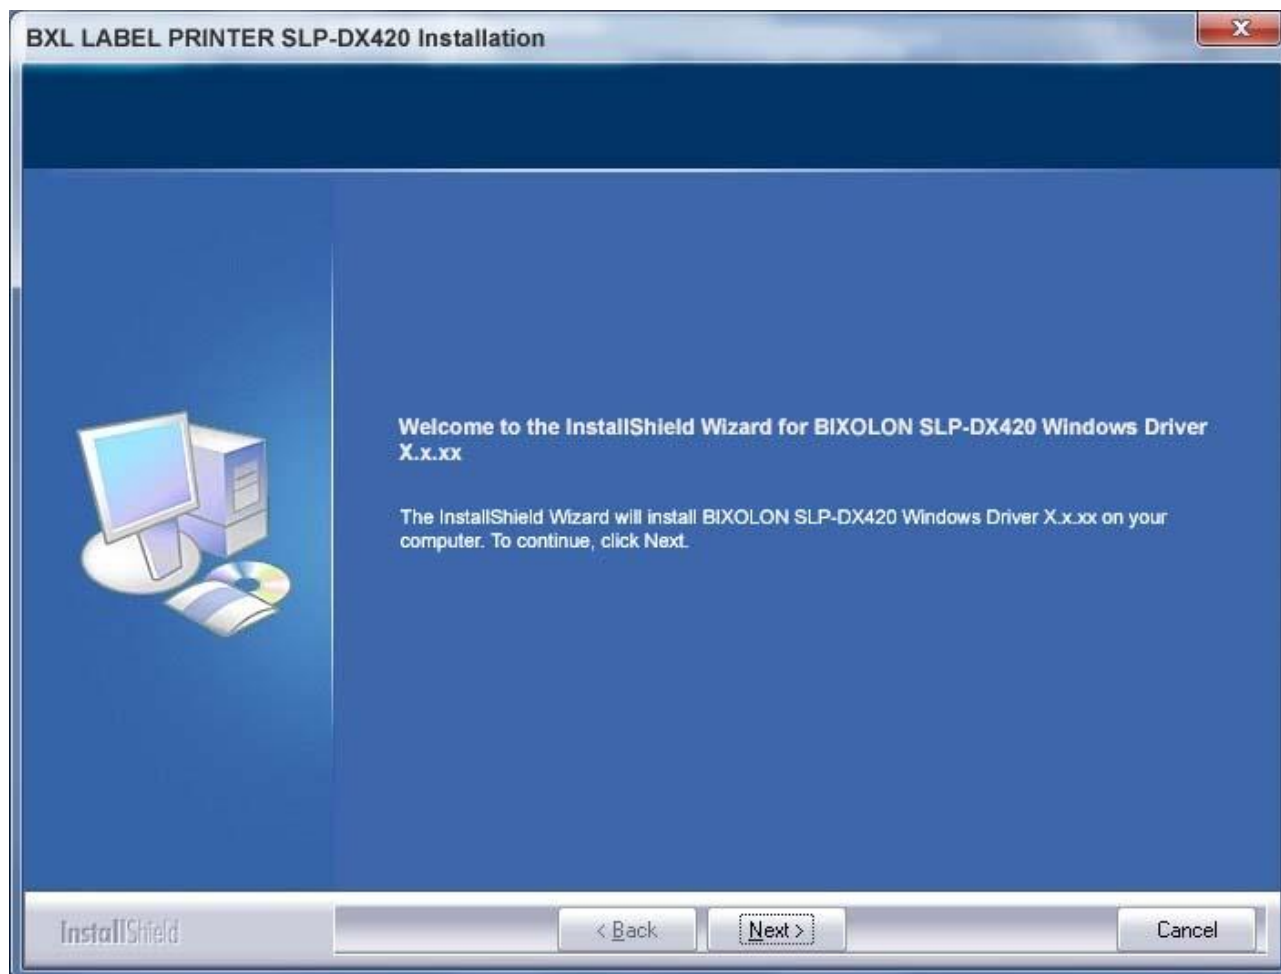 BXL LABEL PRINTER SLP-DX420 Installation
X
Welcome to the InstallShield Wizard for BIXOLON SLP-DX420 Windows Driver
X.x.xx
The InstallShield Wizard will install BIXOLON SLP-DX420 Windows Driver X.x.xx on your
computer. To continue, click Next.
InstallShield
< Back
Next >
Cancel